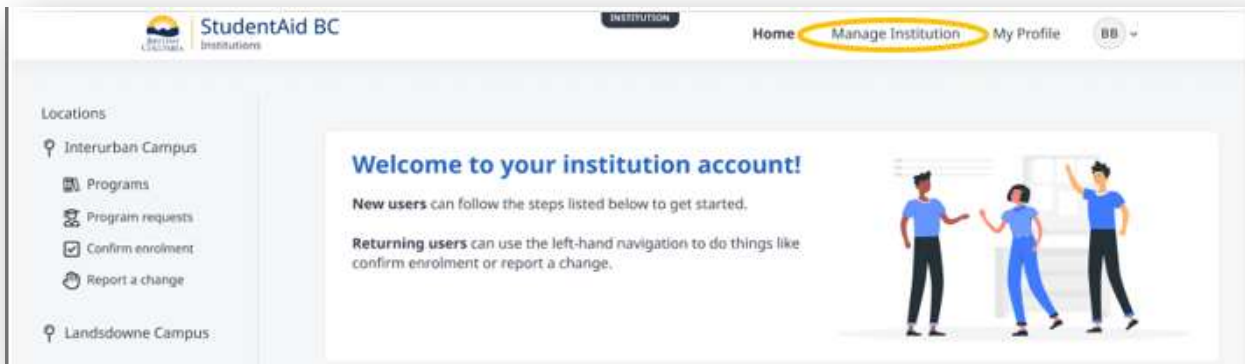 INSTITUTION
BRITISH
COLUMBIA
StudentAid BC
Institutions
Home
Manage Institution
My Profile
BB
Locations
Interurban Campus
Programs
Program requests
Confirm enrolment
Report a change
Landsdowne Campus
Welcome to your institution account!
New users can follow the steps listed below to get started.
Returning users can use the left-hand navigation to do things like
confirm enrolment or report a change.